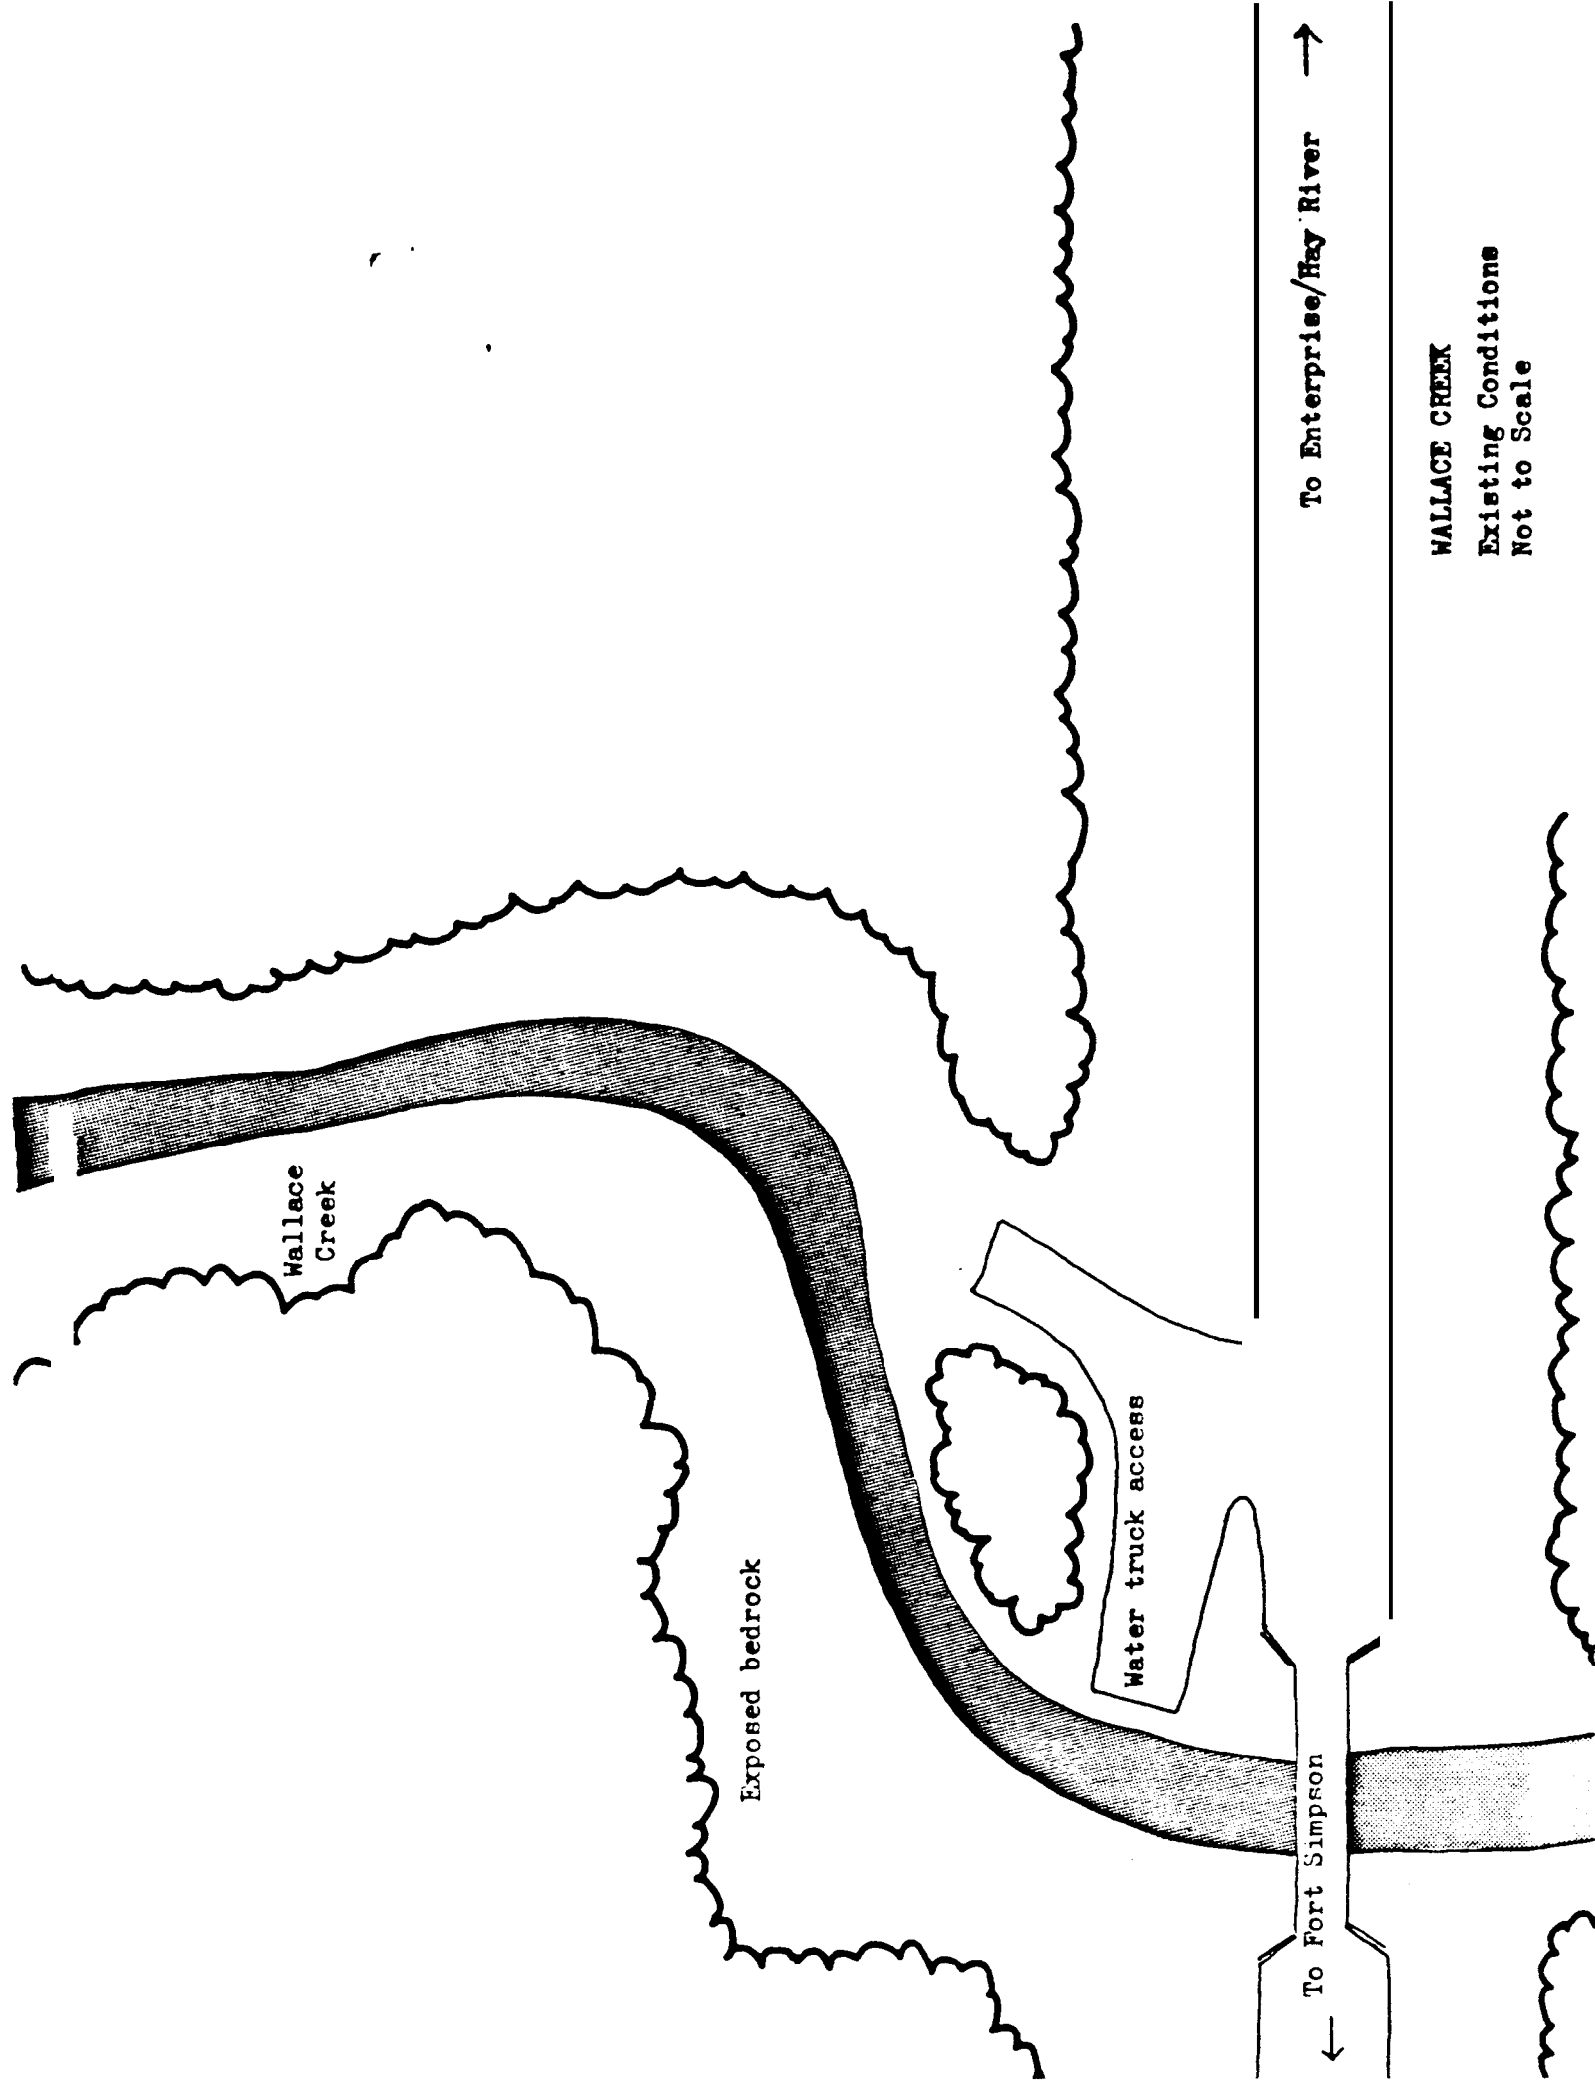 Wallace
Creek
Exposed bedrock
Water truck access
← To Fort Simpson
To Enterprise/Hay River →
WALLACE CREEK
Existing Conditions
Not to Scale